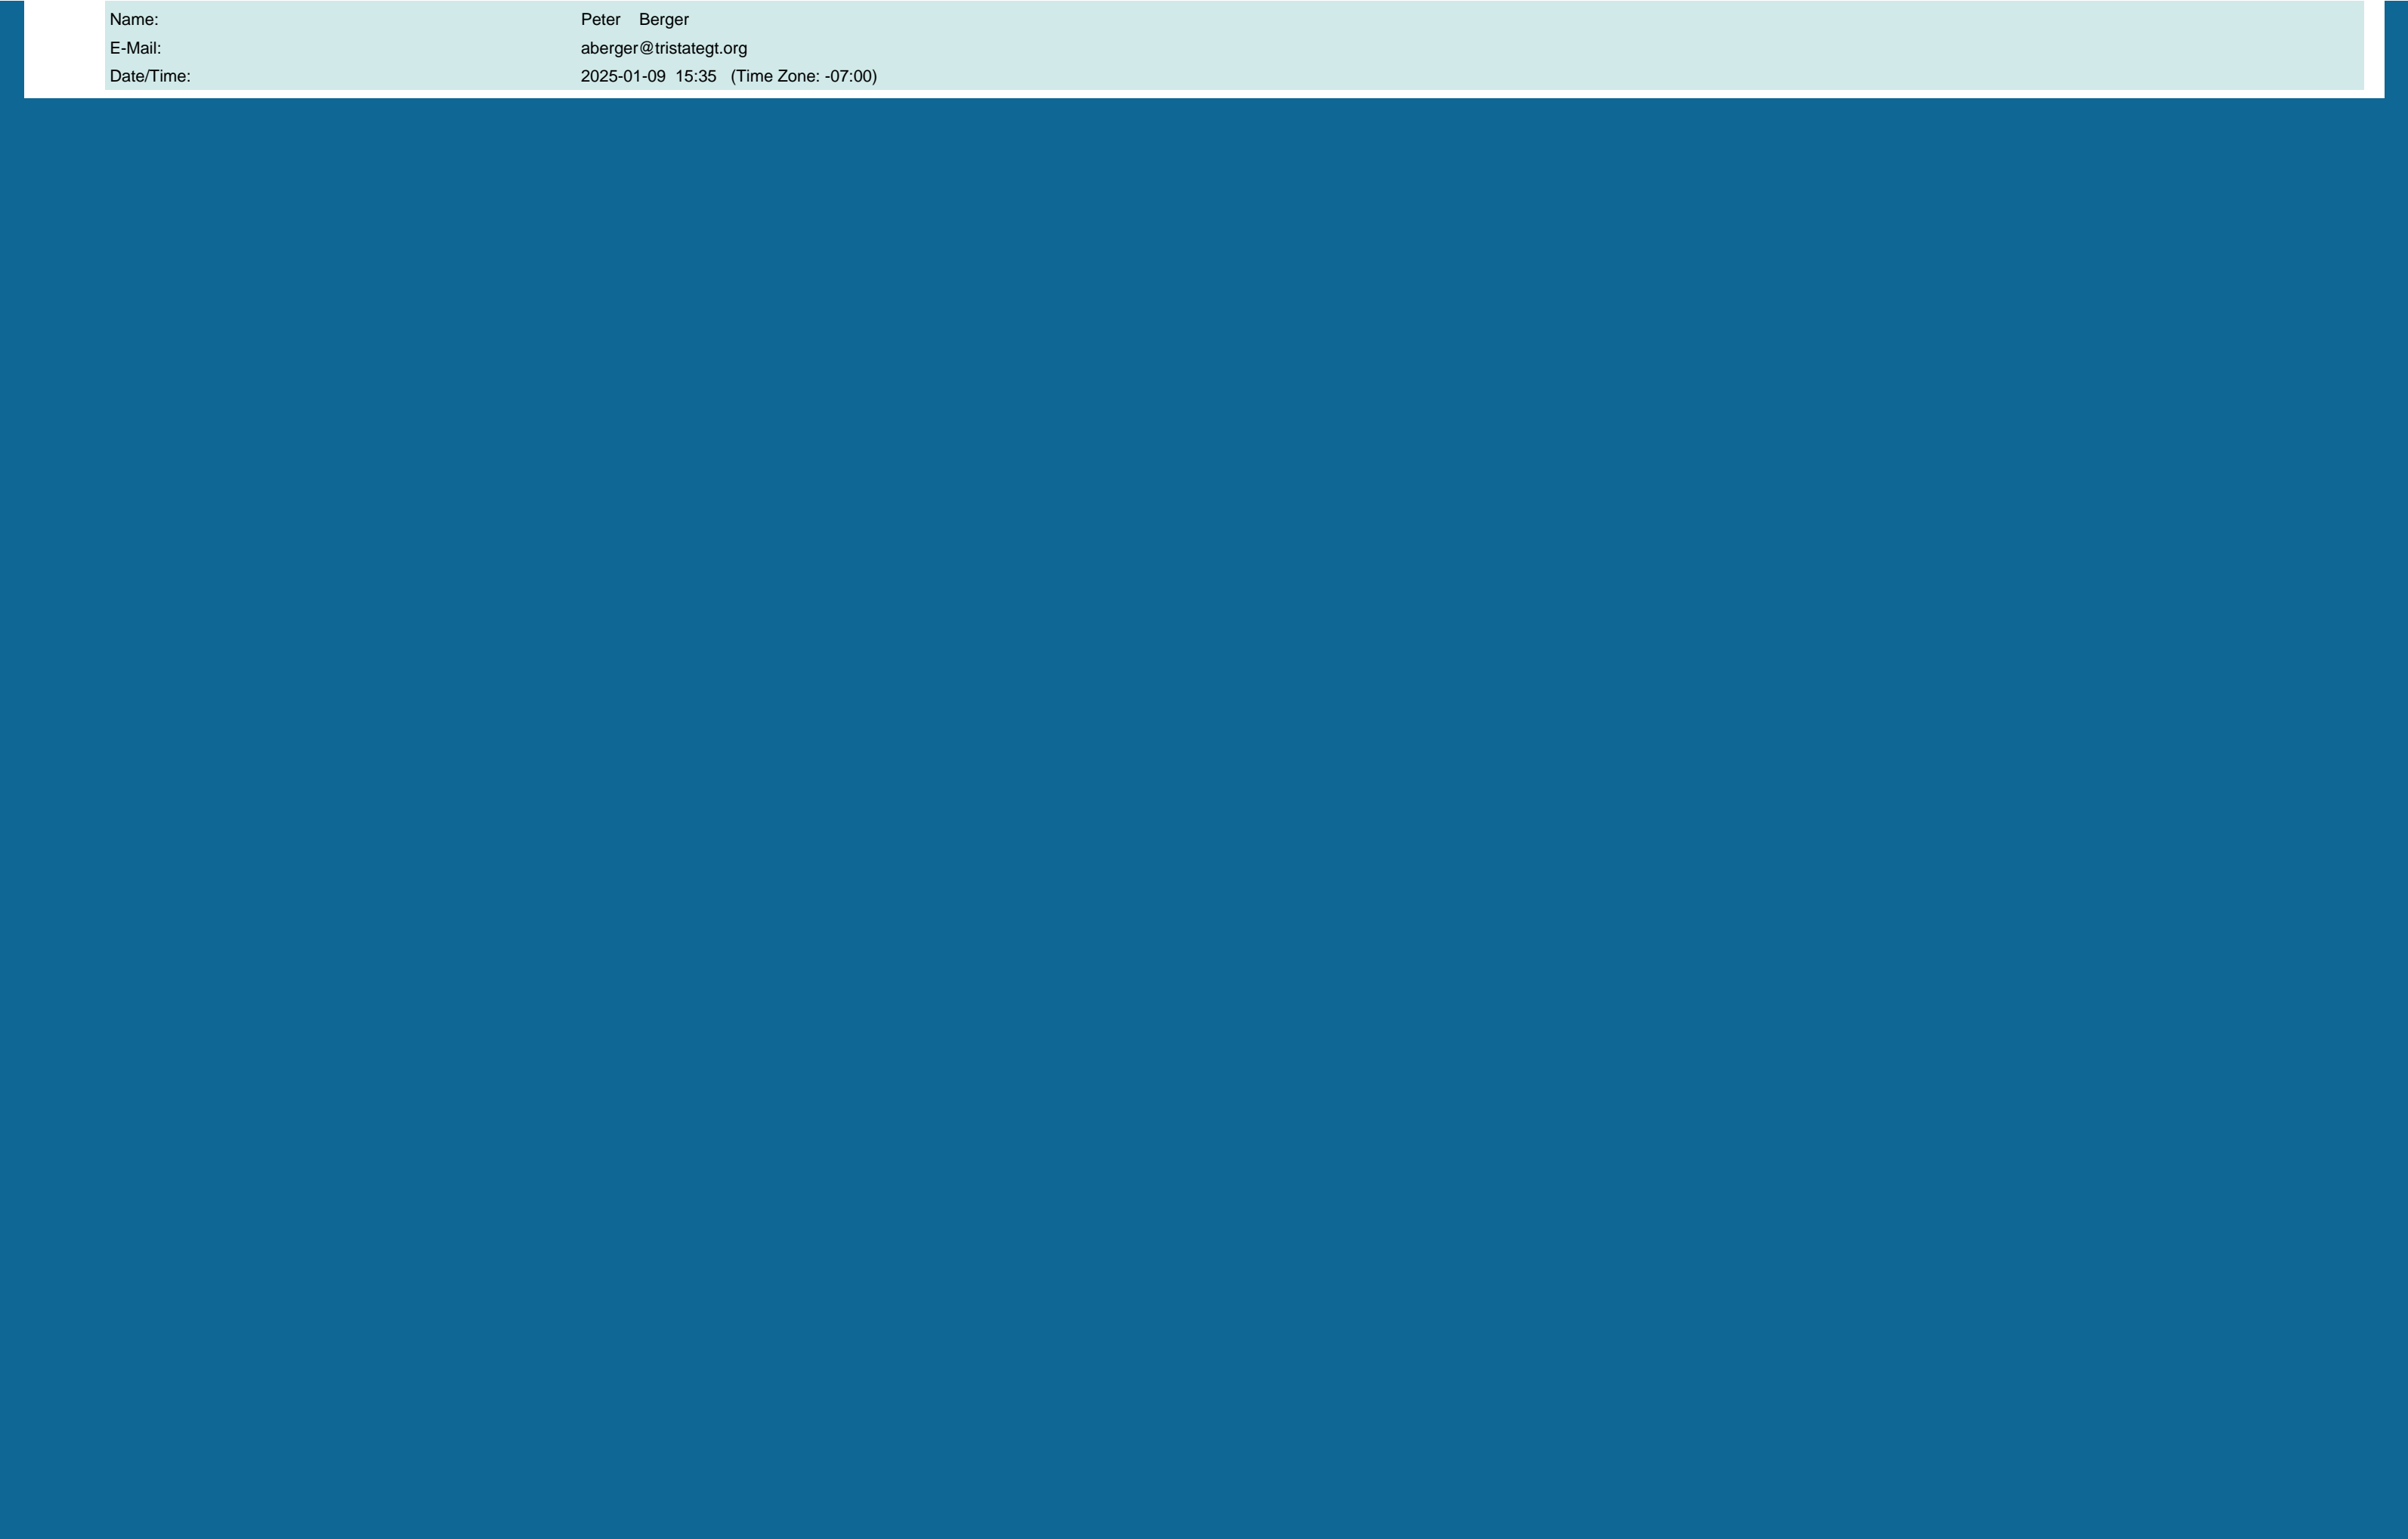 Name: Peter Berger
E-Mail: aberger@tristategt.org
Date/Time: 2025-01-09 15:35 (Time Zone: -07:00)